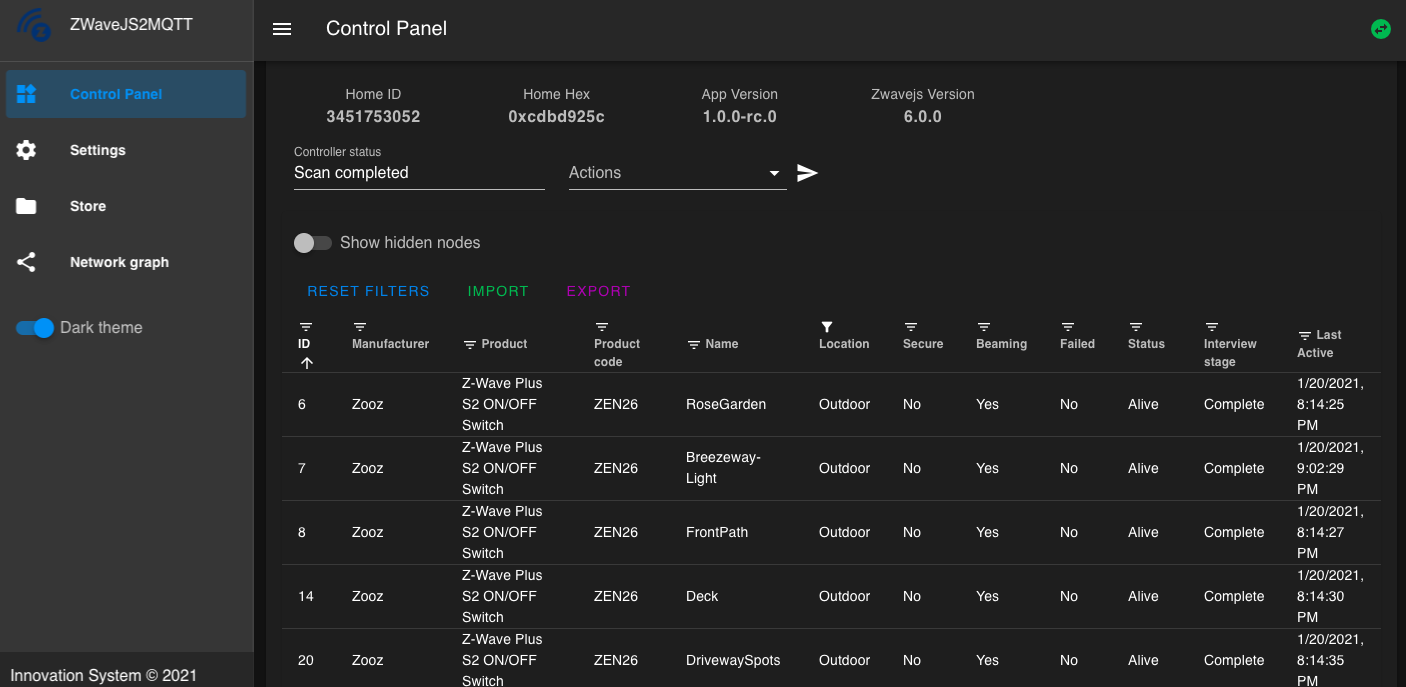 ZWaveJS2MQTT
Control Panel
Control Panel
Settings
Store
Network graph
Dark theme
Innovation System © 2021
Home ID
3451753052
Home Hex
0xcdbd925c
App Version
1.0.0-rc.0
Zwavejs Version
6.0.0
Controller status
Scan completed
Actions
Show hidden nodes
RESET FILTERS IMPORT EXPORT
ID
Manufacturer
Product
Product
code
Name
Location
Secure
Beaming
Failed
Status
Interview
stage
Last
Active
6
Zooz
Z-Wave Plus
S2 ON/OFF
Switch
ZEN26
RoseGarden
Outdoor
No
Yes
No
Alive
Complete
1/20/2021,
8:14:25
PM
7
Zooz
Z-Wave Plus
S2 ON/OFF
Switch
ZEN26
Breezeway-
Light
Outdoor
No
Yes
No
Alive
Complete
1/20/2021,
9:02:29
PM
8
Zooz
Z-Wave Plus
S2 ON/OFF
Switch
ZEN26
FrontPath
Outdoor
No
Yes
No
Alive
Complete
1/20/2021,
8:14:27
PM
14
Zooz
Z-Wave Plus
S2 ON/OFF
Switch
ZEN26
Deck
Outdoor
No
Yes
No
Alive
Complete
1/20/2021,
8:14:30
PM
20
Zooz
Z-Wave Plus
S2 ON/OFF
Switch
ZEN26
DrivewaySpots
Outdoor
No
Yes
No
Alive
Complete
1/20/2021,
8:14:35
PM